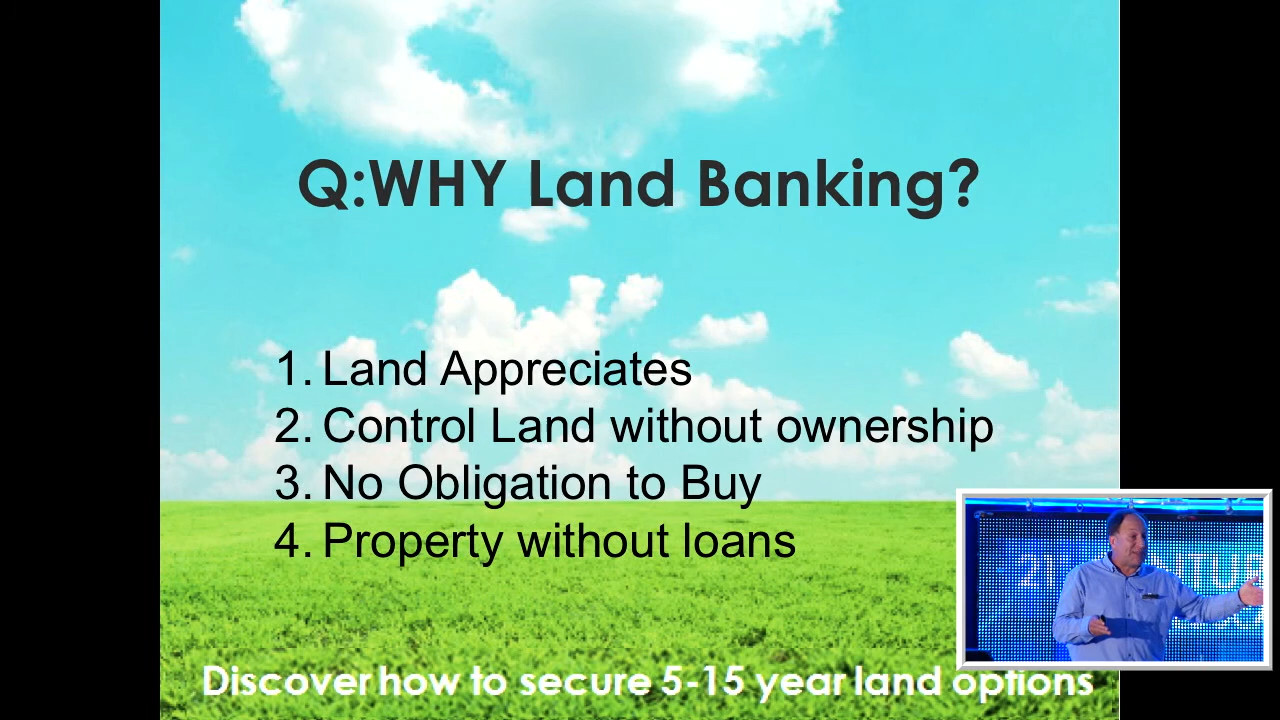 Q:WHY Land Banking?
1. Land Appreciates
2. Control Land without ownership
3. No Obligation to Buy
4. Property without loans
Discover how to secure 5-15 year land options